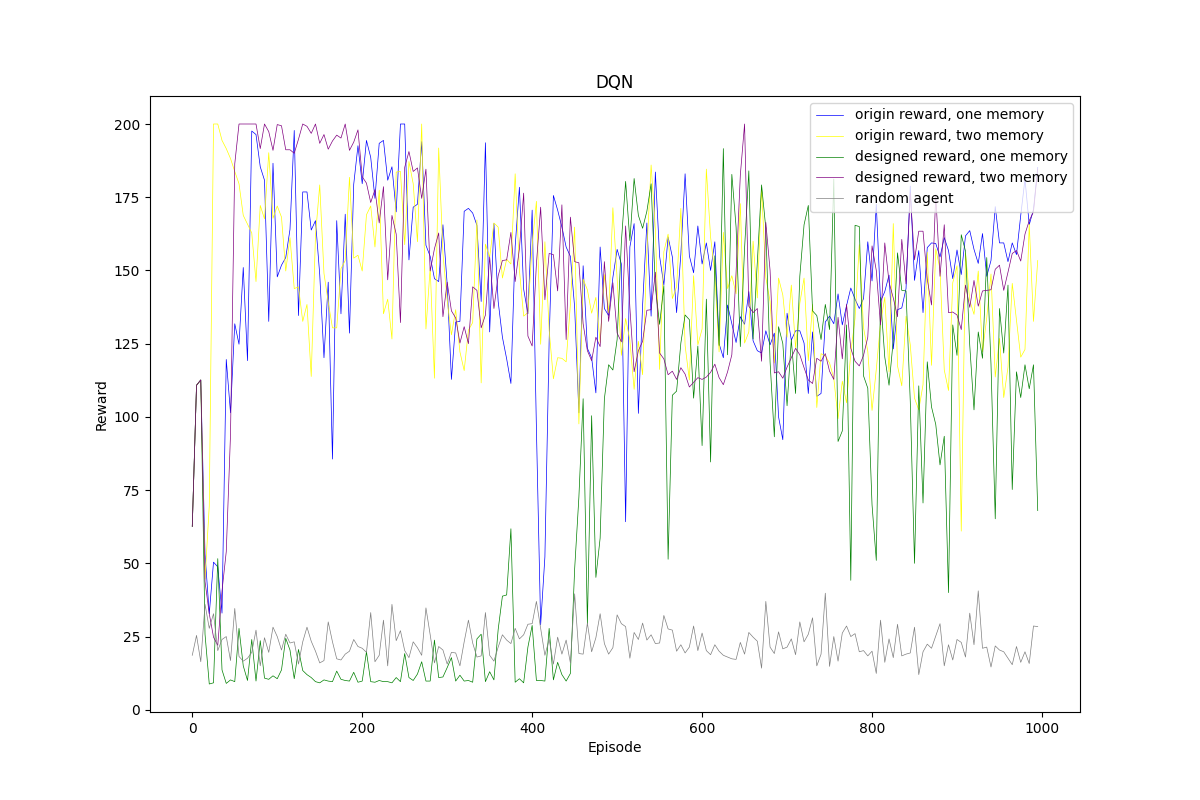 DQN
origin reward, one memory
origin reward, two memory
designed reward, one memory
designed reward, two memory
random agent
200
175
150
125
100
75
50
25
0
Reward
0 200 400 600 800 1000
Episode